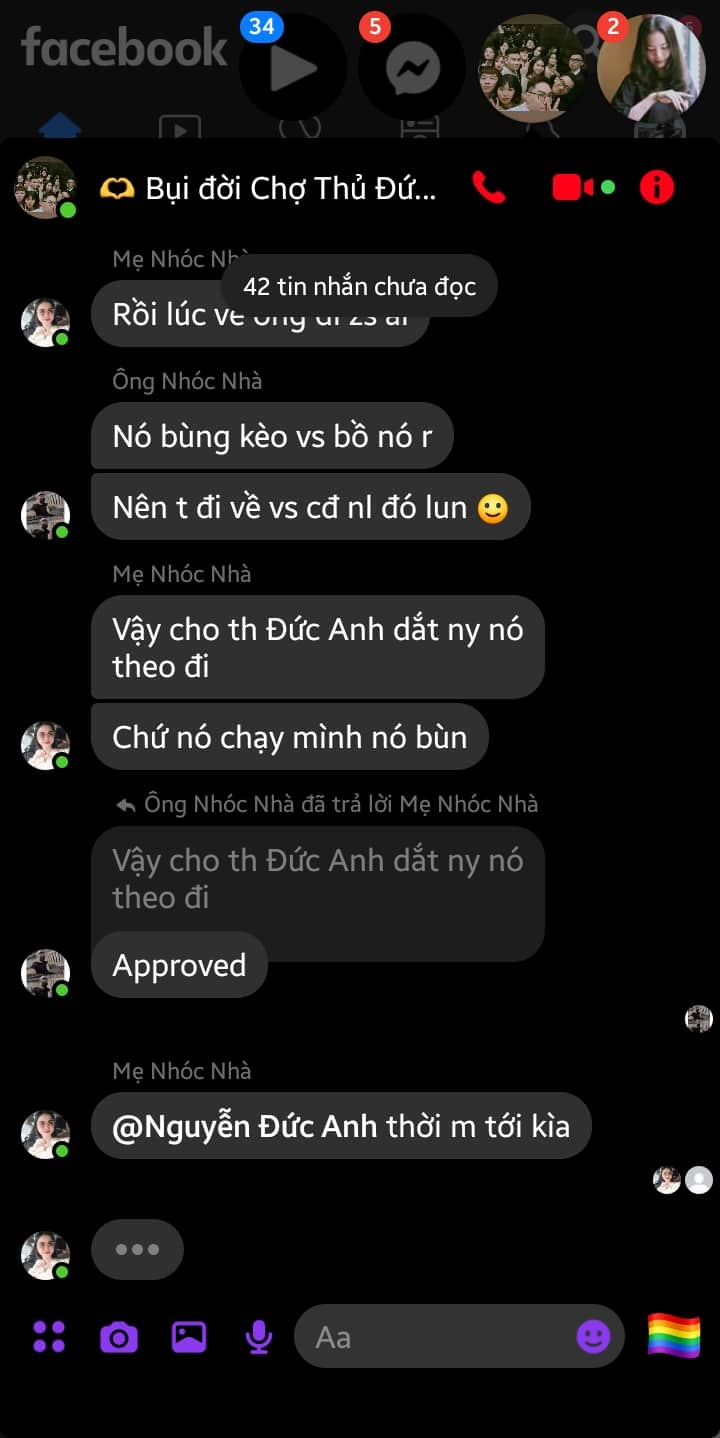 facebook
34
5
2
Bụi đời Chợ Thủ Đứ...
Mẹ Nhóc Nhà
42 tin nhắn chưa đọc
Rồi lúc về ông đi
Ông Nhóc Nhà
Nó bùng kèo vs bồ nó r
Nên t đi về vs cđ nl đó lun 🙂
Mẹ Nhóc Nhà
Vậy cho th Đức Anh dắt ny nó
theo đi
Chứ nó chạy mình nó bùn
Ông Nhóc Nhà đã trả lời Mẹ Nhóc Nhà
Vậy cho th Đức Anh dắt ny nó
theo đi
Approved
Mẹ Nhóc Nhà
@Nguyễn Đức Anh thời m tới kìa
Aa